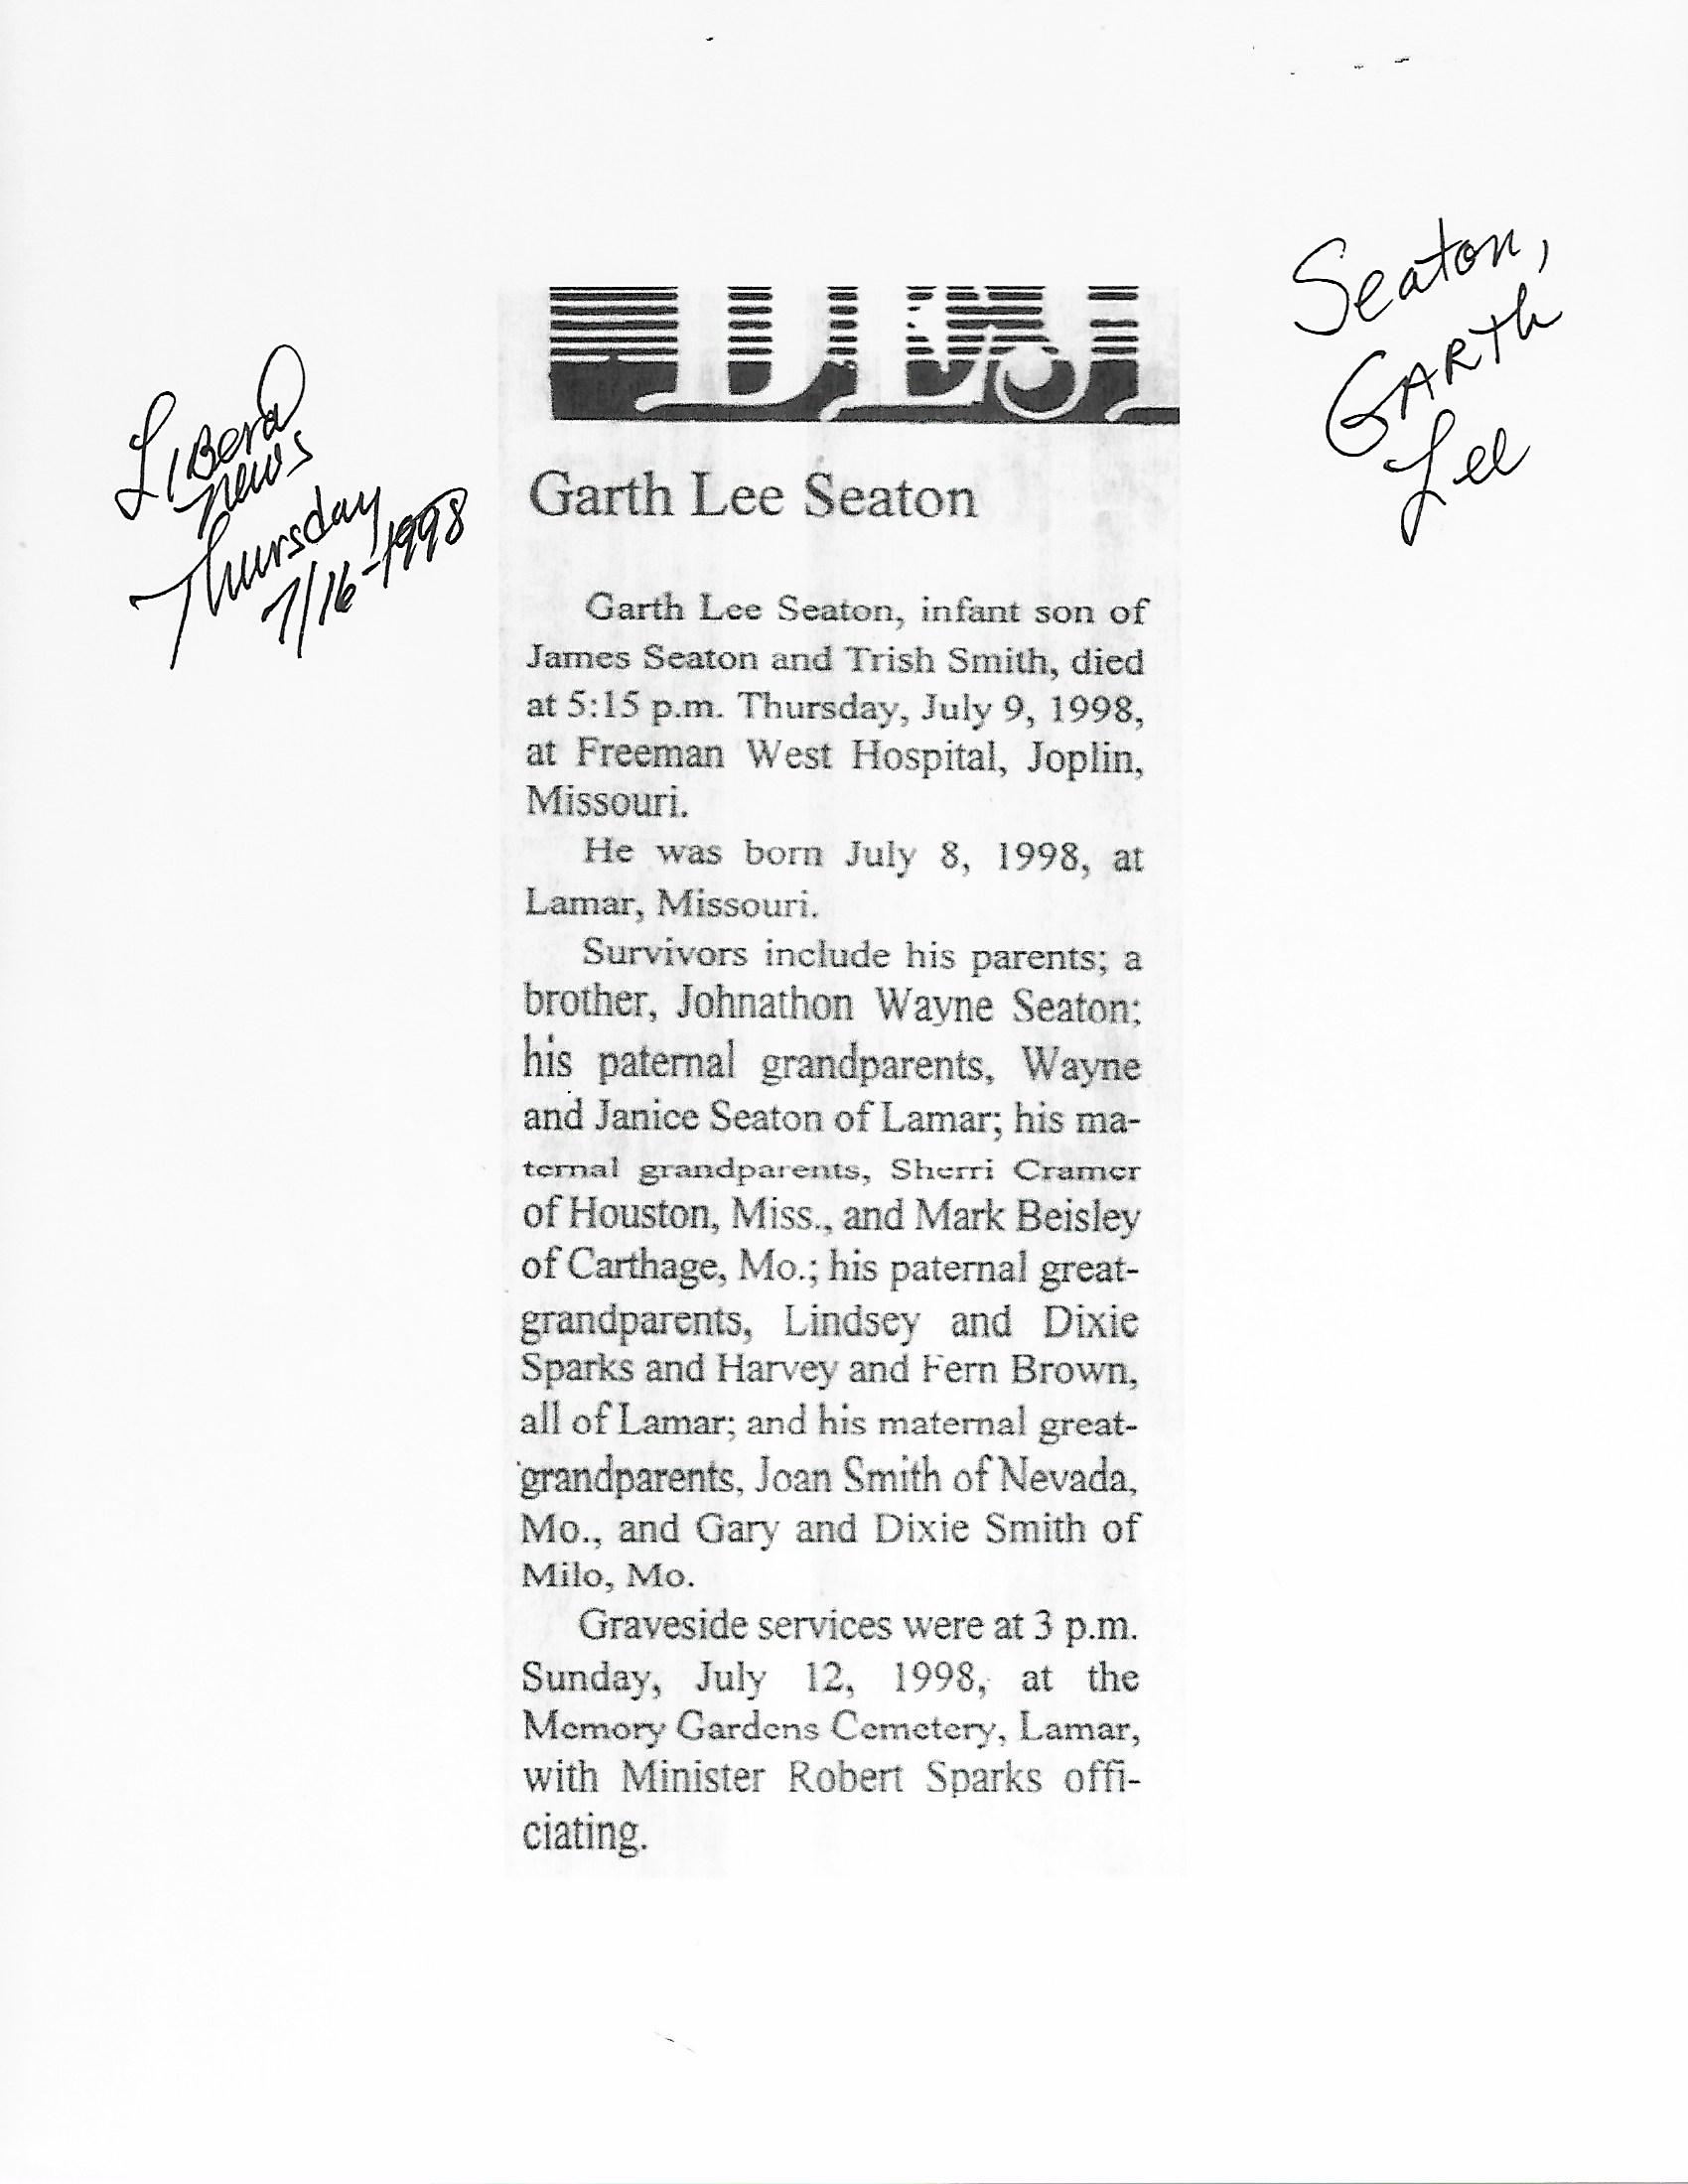 Seaton,
GARTh
Lee
Liberal
news
Thursday
7/16-1998
Garth Lee Seaton
Garth Lee Seaton, infant son of
James Seaton and Trish Smith, died
at 5:15 p.m. Thursday, July 9, 1998,
at Freeman West Hospital, Joplin,
Missouri.
He was born July 8, 1998, at
Lamar, Missouri.
Survivors include his parents; a
brother, Johnathon Wayne Seaton;
his paternal grandparents, Wayne
and Janice Seaton of Lamar; his ma-
ternal grandparents, Sherri Cramer
of Houston, Miss., and Mark Beisley
of Carthage, Mo.; his paternal great-
grandparents, Lindsey and Dixie
Sparks and Harvey and Fern Brown,
all of Lamar; and his maternal great-
grandparents, Joan Smith of Nevada,
Mo., and Gary and Dixie Smith of
Milo, Mo.
Graveside services were at 3 p.m.
Sunday, July 12, 1998, at the
Memory Gardens Cemetery, Lamar,
with Minister Robert Sparks offi-
ciating.